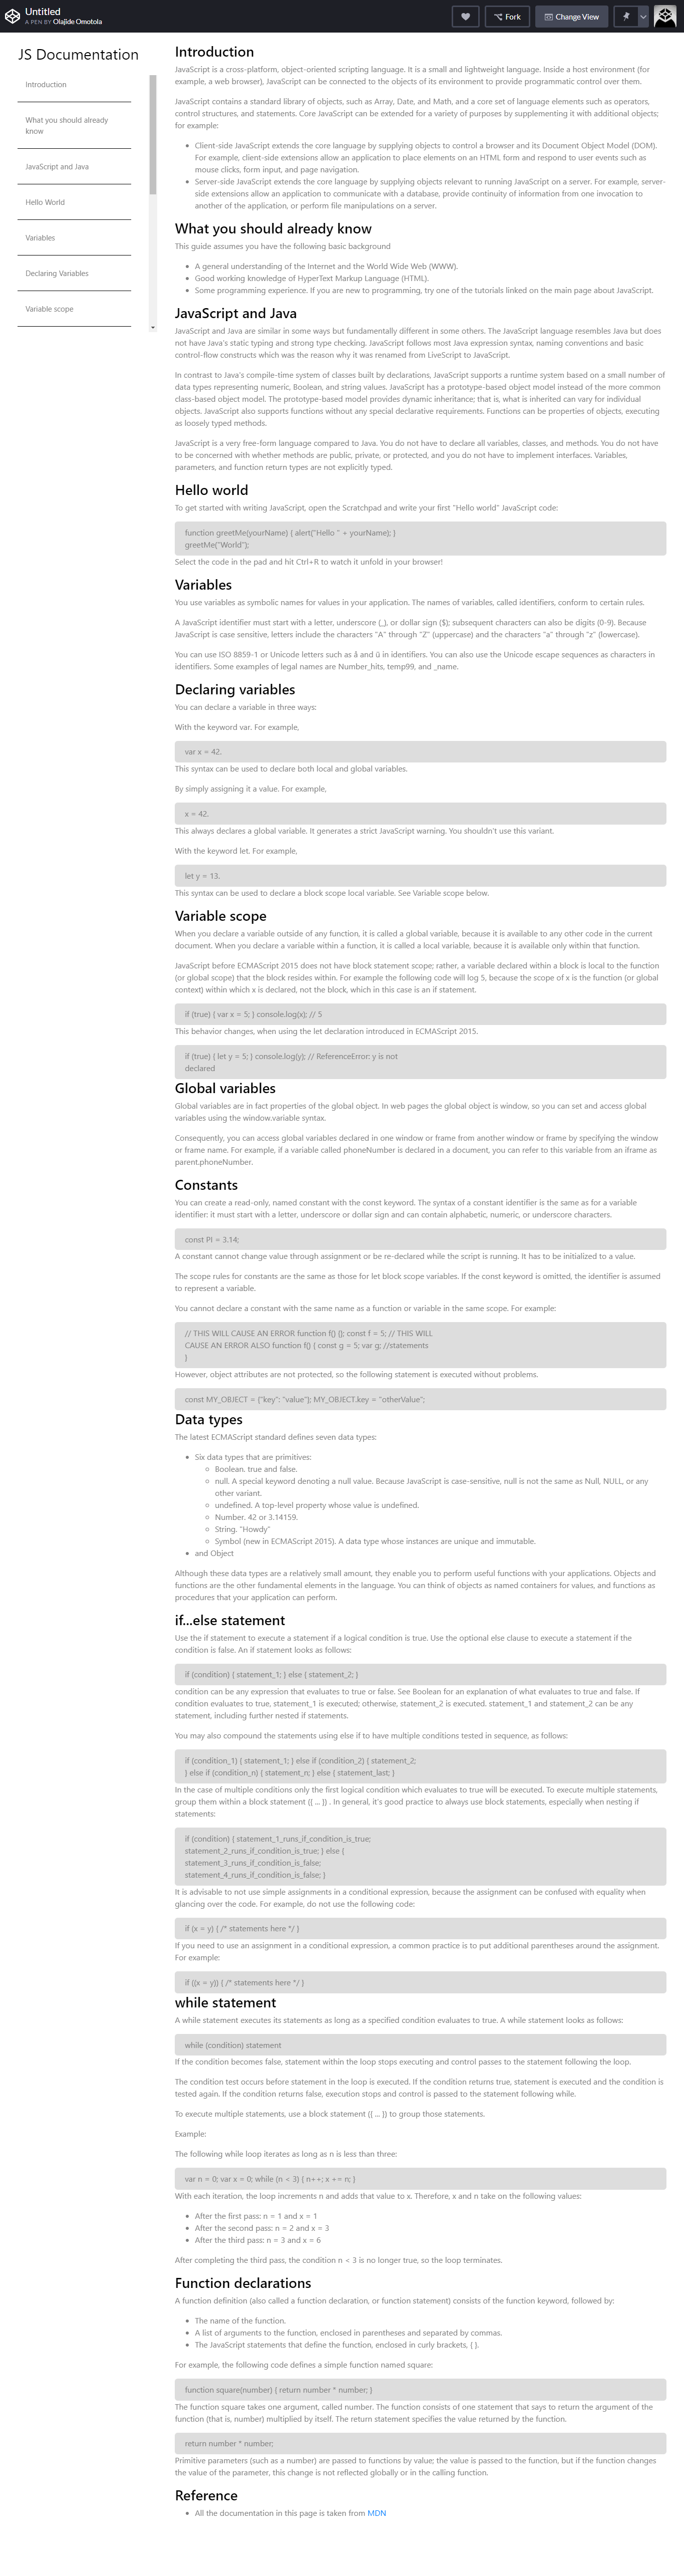 Untitled
A PEN BY Olajide Omotola
Fork
Change View
JS Documentation
Introduction
What you should already
know
JavaScript and Java
Hello World
Variables
Declaring Variables
Variable scope
Introduction
JavaScript is a cross-platform, object-oriented scripting language. It is a small and lightweight language. Inside a host environment (for
example, a web browser), JavaScript can be connected to the objects of its environment to provide programmatic control over them.
JavaScript contains a standard library of objects, such as Array, Date, and Math, and a core set of language elements such as operators,
control structures, and statements. Core JavaScript can be extended for a variety of purposes by supplementing it with additional objects;
for example:
• Client-side JavaScript extends the core language by supplying objects to control a browser and its Document Object Model (DOM).
For example, client-side extensions allow an application to place elements on an HTML form and respond to user events such as
mouse clicks, form input, and page navigation.
• Server-side JavaScript extends the core language by supplying objects relevant to running JavaScript on a server. For example, server-
side extensions allow an application to communicate with a database, provide continuity of information from one invocation to
another of the application, or perform file manipulations on a server.
What you should already know
This guide assumes you have the following basic background
• A general understanding of the Internet and the World Wide Web (WWW).
• Good working knowledge of HyperText Markup Language (HTML).
• Some programming experience. If you are new to programming, try one of the tutorials linked on the main page about JavaScript.
JavaScript and Java
JavaScript and Java are similar in some ways but fundamentally different in some others. The JavaScript language resembles Java but does
not have Java's static typing and strong type checking. JavaScript follows most Java expression syntax, naming conventions and basic
control-flow constructs which was the reason why it was renamed from LiveScript to JavaScript.
In contrast to Java's compile-time system of classes built by declarations, JavaScript supports a runtime system based on a small number of
data types representing numeric, Boolean, and string values. JavaScript has a prototype-based object model instead of the more common
class-based object model. The prototype-based model provides dynamic inheritance; that is, what is inherited can vary for individual
objects. JavaScript also supports functions without any special declarative requirements. Functions can be properties of objects, executing
as loosely typed methods.
JavaScript is a very free-form language compared to Java. You do not have to declare all variables, classes, and methods. You do not have
to be concerned with whether methods are public, private, or protected, and you do not have to implement interfaces. Variables,
parameters, and function return types are not explicitly typed.
Hello world
To get started with writing JavaScript, open the Scratchpad and write your first "Hello world" JavaScript code:
function greetMe(yourName) { alert("Hello " + yourName); }
greetMe("World");
Select the code in the pad and hit Ctrl+R to watch it unfold in your browser!
Variables
You use variables as symbolic names for values in your application. The names of variables, called identifiers, conform to certain rules.
A JavaScript identifier must start with a letter, underscore (_), or dollar sign ($); subsequent characters can also be digits (0-9). Because
JavaScript is case sensitive, letters include the characters "A" through "Z" (uppercase) and the characters "a" through "z" (lowercase).
You can use ISO 8859-1 or Unicode letters such as å and ü in identifiers. You can also use the Unicode escape sequences as characters in
identifiers. Some examples of legal names are Number_hits, temp99, and _name.
Declaring variables
You can declare a variable in three ways:
With the keyword var. For example,
var x = 42.
This syntax can be used to declare both local and global variables.
By simply assigning it a value. For example,
x = 42.
This always declares a global variable. It generates a strict JavaScript warning. You shouldn't use this variant.
With the keyword let. For example,
let y = 13.
This syntax can be used to declare a block scope local variable. See Variable scope below.
Variable scope
When you declare a variable outside of any function, it is called a global variable, because it is available to any other code in the current
document. When you declare a variable within a function, it is called a local variable, because it is available only within that function.
JavaScript before ECMAScript 2015 does not have block statement scope; rather, a variable declared within a block is local to the function
(or global scope) that the block resides within. For example the following code will log 5, because the scope of x is the function (or global
context) within which x is declared, not the block, which in this case is an if statement.
if (true) { var x = 5; } console.log(x); // 5
This behavior changes, when using the let declaration introduced in ECMAScript 2015.
if (true) { let y = 5; } console.log(y); // ReferenceError: y is not
declared
Global variables
Global variables are in fact properties of the global object. In web pages the global object is window, so you can set and access global
variables using the window.variable syntax.
Consequently, you can access global variables declared in one window or frame from another window or frame by specifying the window
or frame name. For example, if a variable called phoneNumber is declared in a document, you can refer to this variable from an iframe as
parent.phoneNumber.
Constants
You can create a read-only, named constant with the const keyword. The syntax of a constant identifier is the same as for a variable
identifier: it must start with a letter, underscore or dollar sign and can contain alphabetic, numeric, or underscore characters.
const PI = 3.14;
A constant cannot change value through assignment or be re-declared while the script is running. It has to be initialized to a value.
The scope rules for constants are the same as those for let block scope variables. If the const keyword is omitted, the identifier is assumed
to represent a variable.
You cannot declare a constant with the same name as a function or variable in the same scope. For example:
// THIS WILL CAUSE AN ERROR function f() {}; const f = 5; // THIS WILL
CAUSE AN ERROR ALSO function f() { const g = 5; var g; //statements
}
However, object attributes are not protected, so the following statement is executed without problems.
const MY_OBJECT = {"key": "value"}; MY_OBJECT.key = "otherValue";
Data types
The latest ECMAScript standard defines seven data types:
• Six data types that are primitives:
◦ Boolean. true and false.
◦ null. A special keyword denoting a null value. Because JavaScript is case-sensitive, null is not the same as Null, NULL, or any
other variant.
◦ undefined. A top-level property whose value is undefined.
◦ Number. 42 or 3.14159.
◦ String. "Howdy"
◦ Symbol (new in ECMAScript 2015). A data type whose instances are unique and immutable.
• and Object
Although these data types are a relatively small amount, they enable you to perform useful functions with your applications. Objects and
functions are the other fundamental elements in the language. You can think of objects as named containers for values, and functions as
procedures that your application can perform.
if...else statement
Use the if statement to execute a statement if a logical condition is true. Use the optional else clause to execute a statement if the
condition is false. An if statement looks as follows:
if (condition) { statement_1; } else { statement_2; }
condition can be any expression that evaluates to true or false. See Boolean for an explanation of what evaluates to true and false. If
condition evaluates to true, statement_1 is executed; otherwise, statement_2 is executed. statement_1 and statement_2 can be any
statement, including further nested if statements.
You may also compound the statements using else if to have multiple conditions tested in sequence, as follows:
if (condition_1) { statement_1; } else if (condition_2) { statement_2;
} else if (condition_n) { statement_n; } else { statement_last; }
In the case of multiple conditions only the first logical condition which evaluates to true will be executed. To execute multiple statements,
group them within a block statement ({ ... }) . In general, it's good practice to always use block statements, especially when nesting if
statements:
if (condition) { statement_1_runs_if_condition_is_true;
statement_2_runs_if_condition_is_true; } else {
statement_3_runs_if_condition_is_false;
statement_4_runs_if_condition_is_false; }
It is advisable to not use simple assignments in a conditional expression, because the assignment can be confused with equality when
glancing over the code. For example, do not use the following code:
if (x = y) { /* statements here */ }
If you need to use an assignment in a conditional expression, a common practice is to put additional parentheses around the assignment.
For example:
if ((x = y)) { /* statements here */ }
while statement
A while statement executes its statements as long as a specified condition evaluates to true. A while statement looks as follows:
while (condition) statement
If the condition becomes false, statement within the loop stops executing and control passes to the statement following the loop.
The condition test occurs before statement in the loop is executed. If the condition returns true, statement is executed and the condition is
tested again. If the condition returns false, execution stops and control is passed to the statement following while.
To execute multiple statements, use a block statement ({ ... }) to group those statements.
Example:
The following while loop iterates as long as n is less than three:
var n = 0; var x = 0; while (n < 3) { n++; x += n; }
With each iteration, the loop increments n and adds that value to x. Therefore, x and n take on the following values:
• After the first pass: n = 1 and x = 1
• After the second pass: n = 2 and x = 3
• After the third pass: n = 3 and x = 6
After completing the third pass, the condition n < 3 is no longer true, so the loop terminates.
Function declarations
A function definition (also called a function declaration, or function statement) consists of the function keyword, followed by:
• The name of the function.
• A list of arguments to the function, enclosed in parentheses and separated by commas.
• The JavaScript statements that define the function, enclosed in curly brackets, { }.
For example, the following code defines a simple function named square:
function square(number) { return number * number; }
The function square takes one argument, called number. The function consists of one statement that says to return the argument of the
function (that is, number) multiplied by itself. The return statement specifies the value returned by the function.
return number * number;
Primitive parameters (such as a number) are passed to functions by value; the value is passed to the function, but if the function changes
the value of the parameter, this change is not reflected globally or in the calling function.
Reference
• All the documentation in this page is taken from MDN